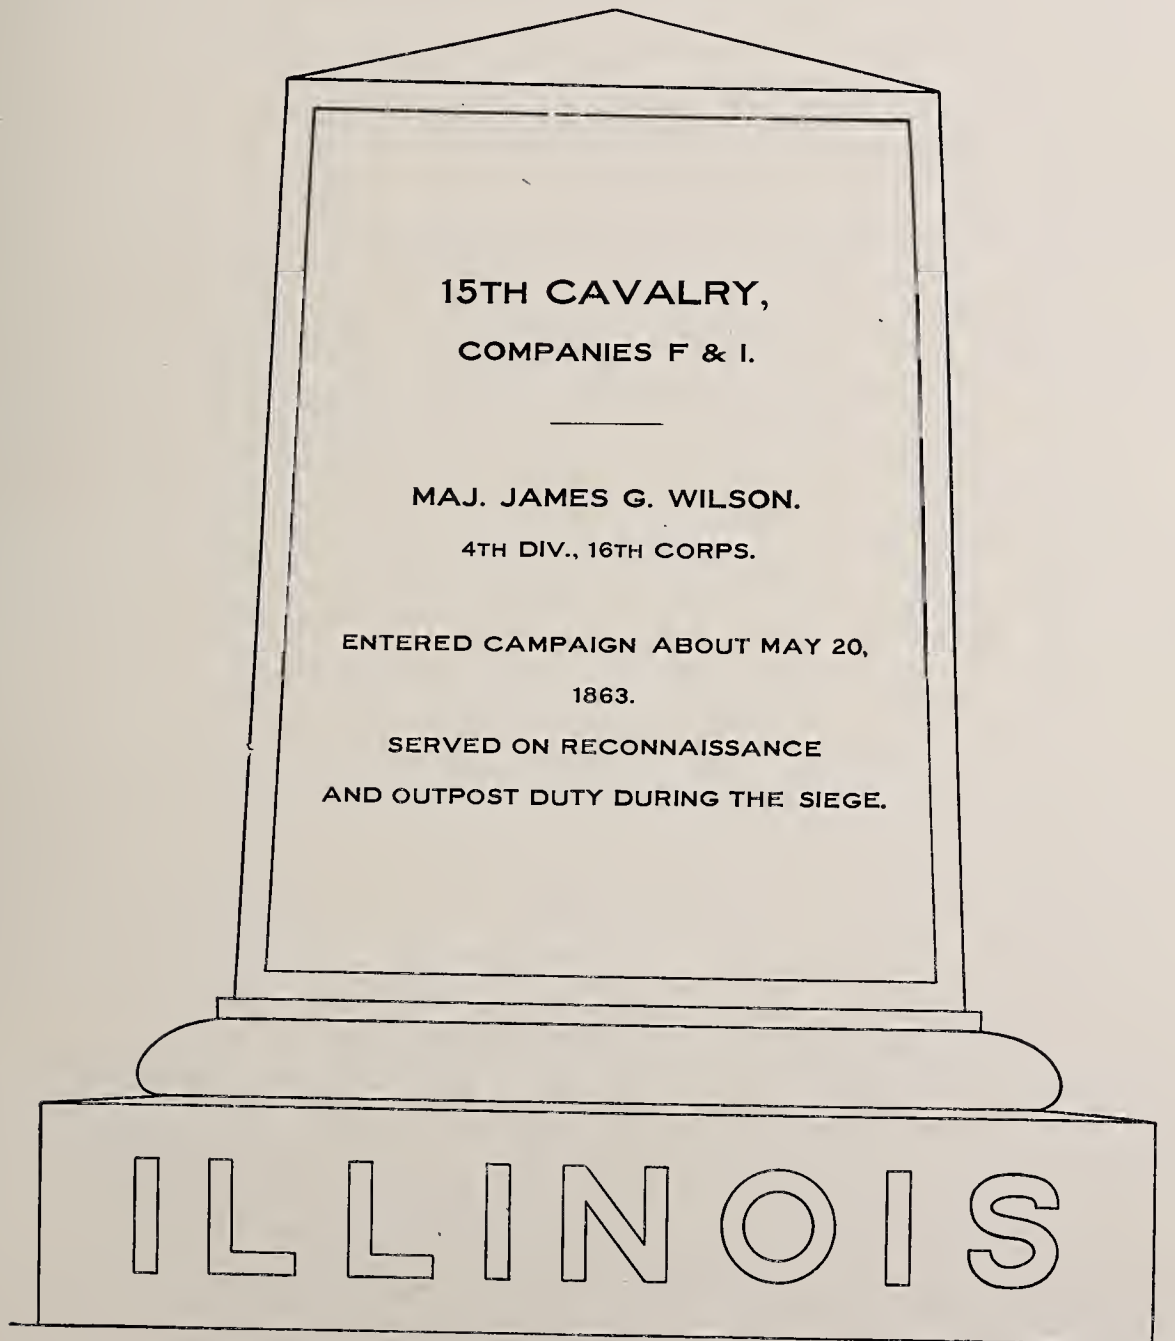 15TH CAVALRY,
COMPANIES F & I.
MAJ. JAMES G. WILSON.
4TH DIV., 16TH CORPS.
ENTERED CAMPAIGN ABOUT MAY 20,
1863.
SERVED ON RECONNAISSANCE
AND OUTPOST DUTY DURING THE SIEGE.
ILLINOIS